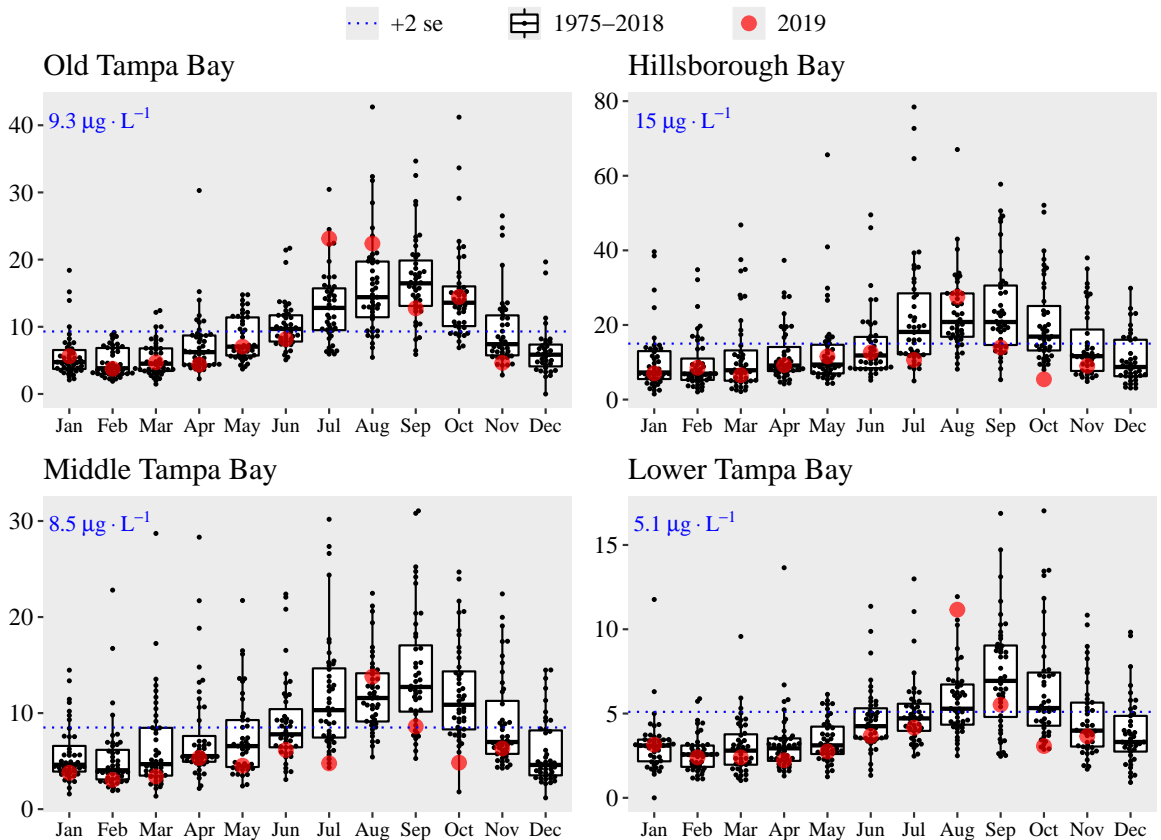 +2 se 1975−2018 2019
Old Tampa Bay
9.3 μg · L⁻¹
40
30
20
10
0
Jan Feb Mar Apr May Jun Jul Aug Sep Oct Nov Dec
Hillsborough Bay
15 μg · L⁻¹
80
60
40
20
0
Jan Feb Mar Apr May Jun Jul Aug Sep Oct Nov Dec
Middle Tampa Bay
8.5 μg · L⁻¹
30
20
10
0
Jan Feb Mar Apr May Jun Jul Aug Sep Oct Nov Dec
Lower Tampa Bay
5.1 μg · L⁻¹
15
10
5
0
Jan Feb Mar Apr May Jun Jul Aug Sep Oct Nov Dec